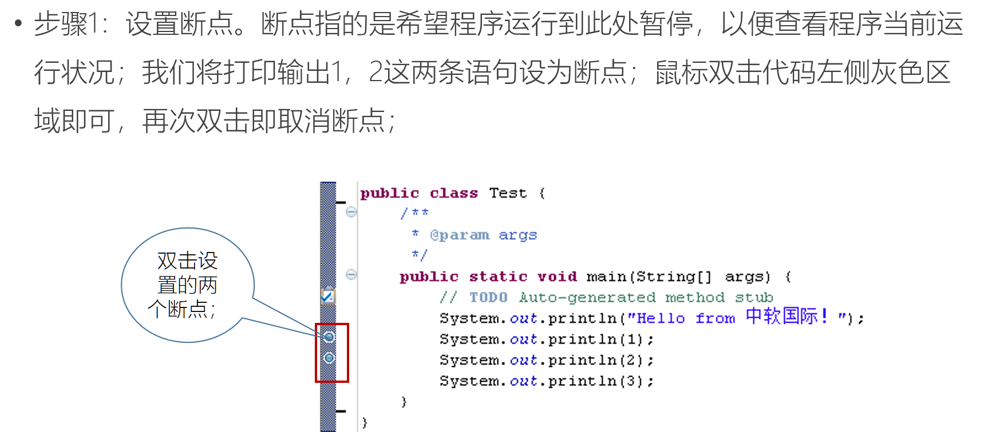 • 步骤1：设置断点。断点指的是希望程序运行到此处暂停，以便查看程序当前运
行状况；我们将打印输出1，2这两条语句设为断点；鼠标双击代码左侧灰色区
域即可，再次双击即取消断点；
双击设
置的两
个断点；
public class Test {
/**
* @param args
*/
public static void main(String[] args) {
// TODO Auto-generated method stub
System.out.println("Hello from 中软国际！");
System.out.println(1);
System.out.println(2);
System.out.println(3);
}
}